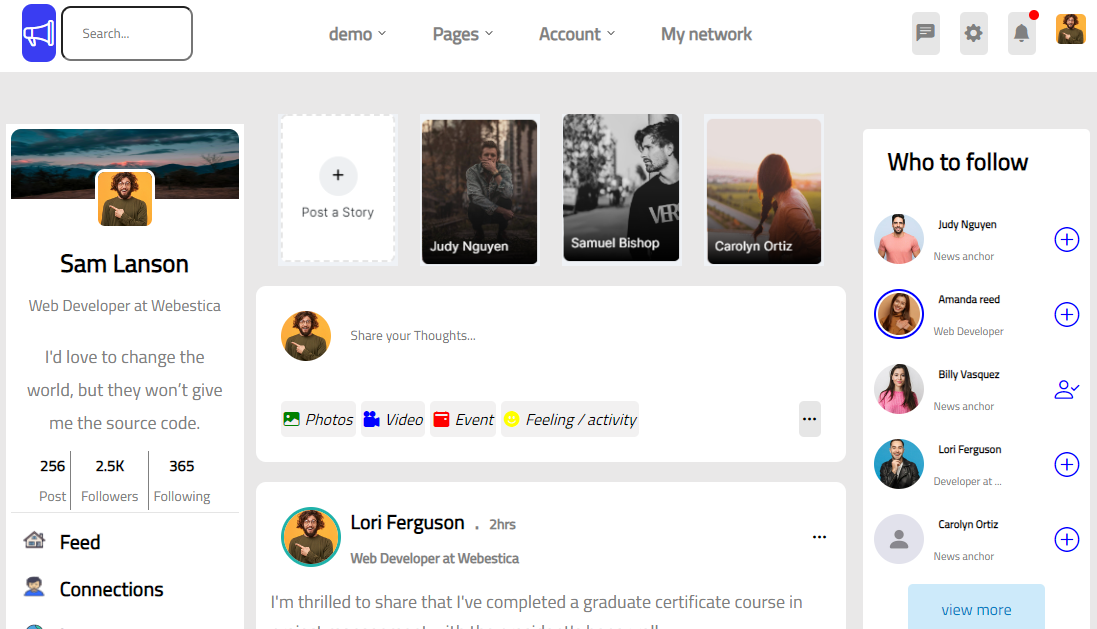 Search...
demo
Pages
Account
My network
Sam Lanson
Web Developer at Webestica
I'd love to change the
world, but they won't give
me the source code.
256
Post
2.5K
Followers
365
Following
Feed
Connections
+
Post a Story
Judy Nguyen
Samuel Bishop
VER
Carolyn Ortiz
Share your Thoughts...
Photos
Video
Event
Feeling / activity
...
Lori Ferguson . 2hrs
...
Web Developer at Webestica
I'm thrilled to share that I've completed a graduate certificate course in
Who to follow
Judy Nguyen
News anchor
Amanda reed
Web Developer
Billy Vasquez
News anchor
Lori Ferguson
Developer at ...
Carolyn Ortiz
News anchor
view more